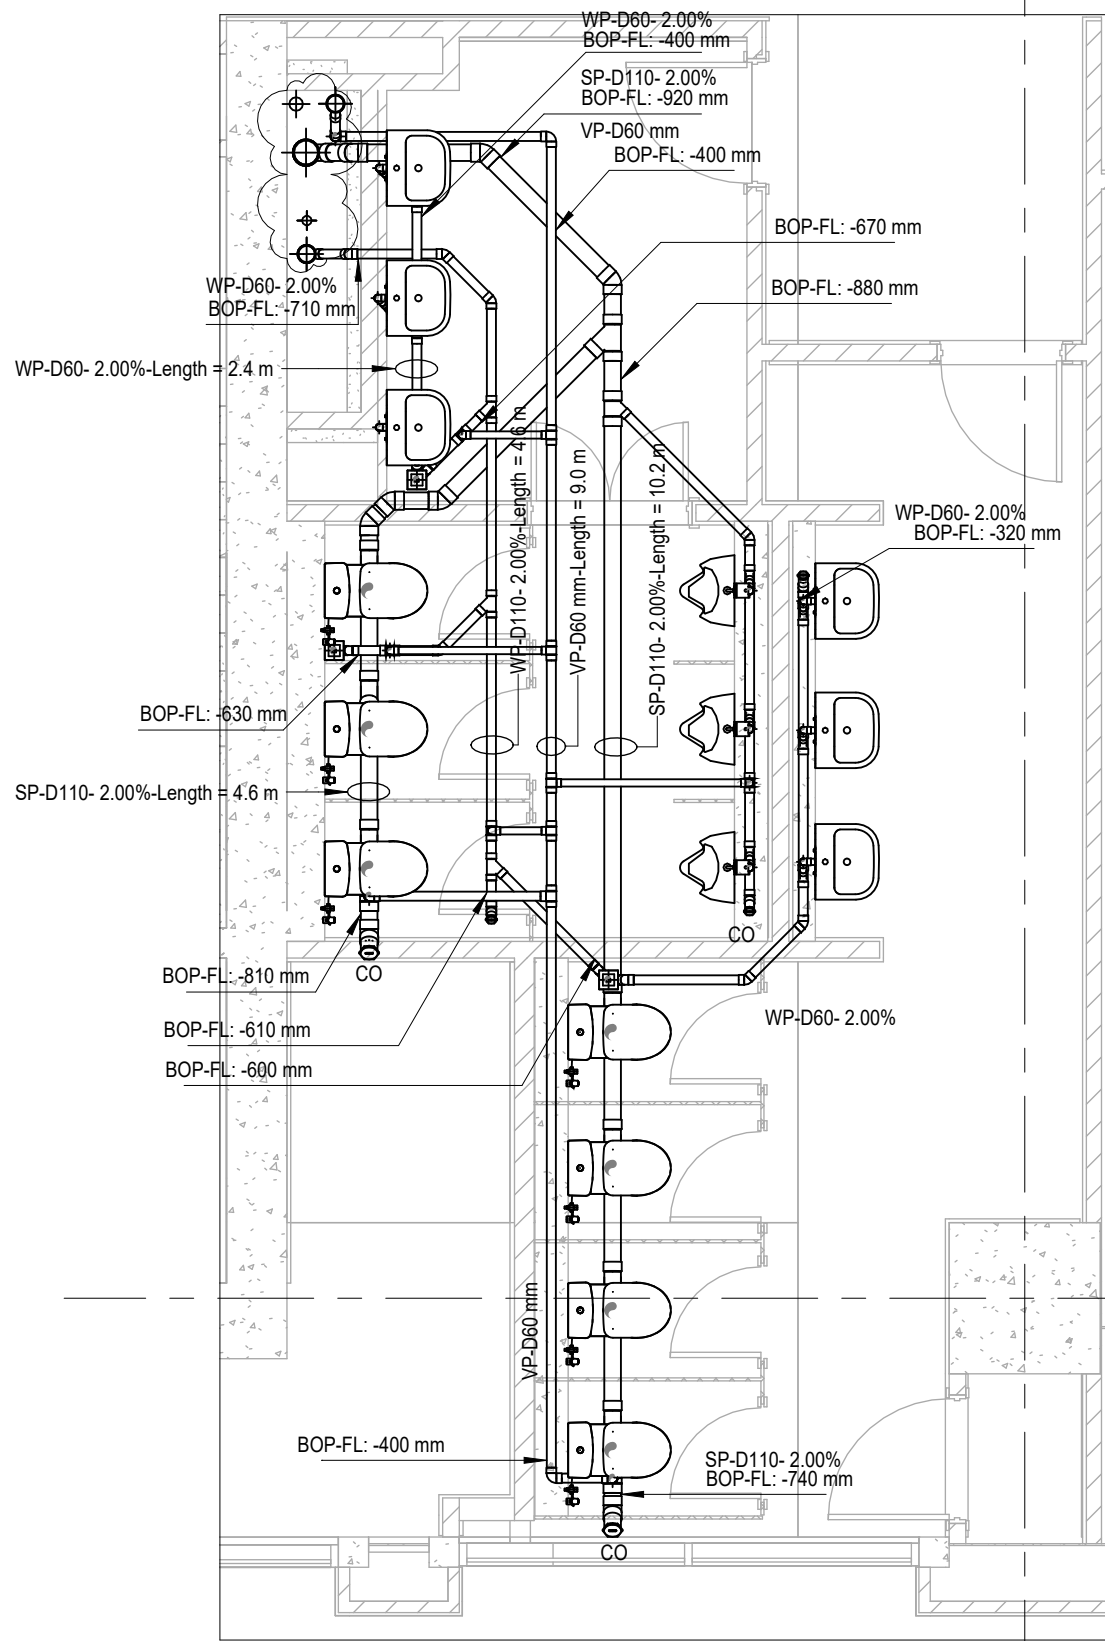 WP-D60- 2.00%
BOP-FL: -400 mm
SP-D110- 2.00%
BOP-FL: -920 mm
VP-D60 mm
BOP-FL: -400 mm
BOP-FL: -670 mm
WP-D60- 2.00%
BOP-FL: -710 mm
BOP-FL: -880 mm
WP-D60- 2.00%-Length = 2.4 m
WP-D110- 2.00%-Length = 4.6 m
VP-D60 mm-Length = 9.0 m
SP-D110- 2.00%-Length = 10.2 m
WP-D60- 2.00%
BOP-FL: -320 mm
BOP-FL: -630 mm
SP-D110- 2.00%-Length = 4.6 m
CO
CO
BOP-FL: -810 mm
WP-D60- 2.00%
BOP-FL: -610 mm
BOP-FL: -600 mm
VP-D60 mm
BOP-FL: -400 mm
SP-D110- 2.00%
BOP-FL: -740 mm
CO